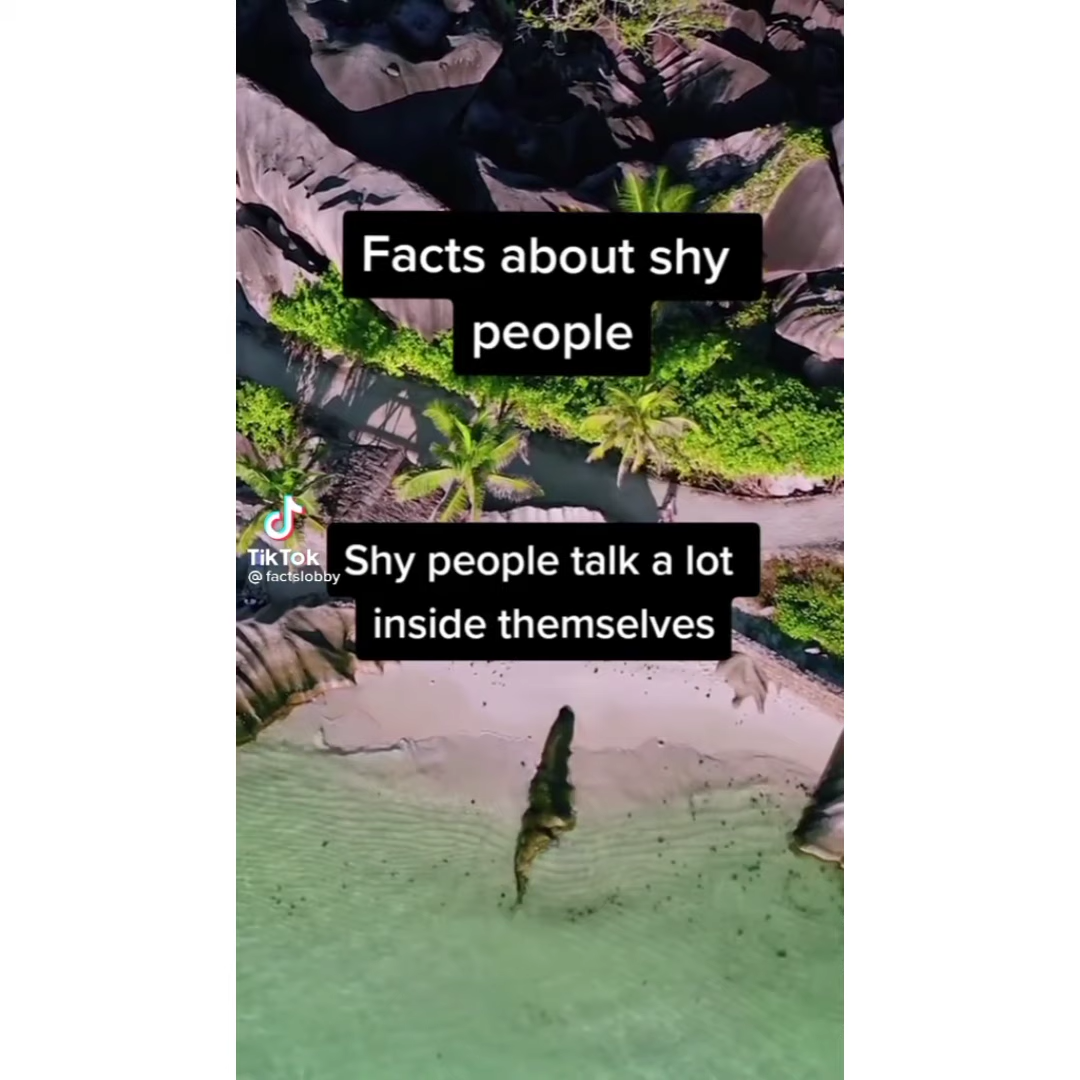 Facts about shy
people
TikTok
@factslobby
Shy people talk a lot
inside themselves